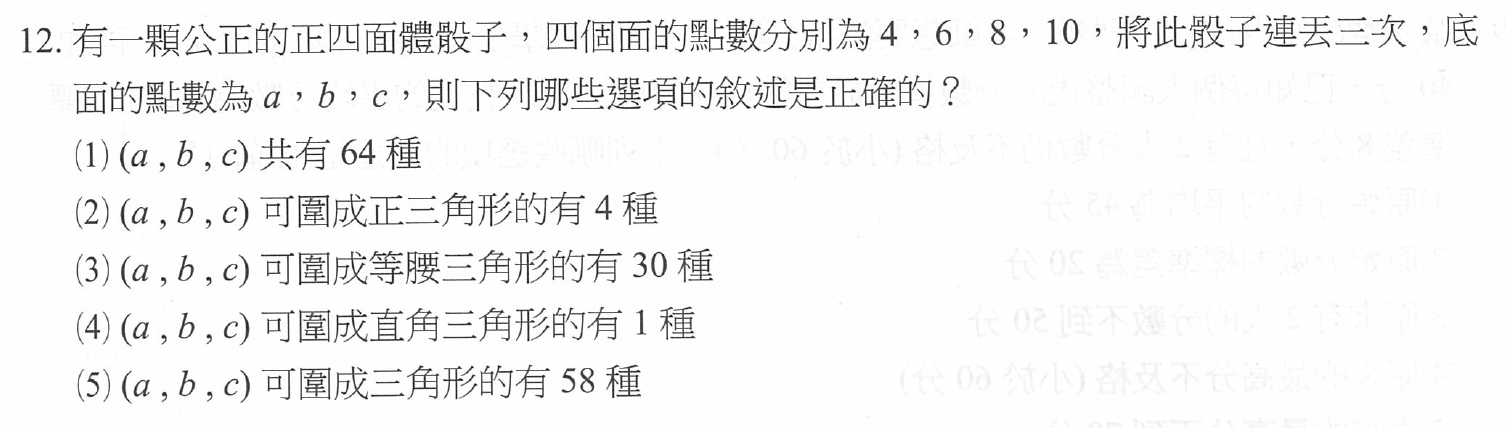 12. 有一顆公正的正四面體骰子，四個面的點數分別為 4，6，8，10，將此骰子連丟三次，底
面的點數為 a，b，c，則下列哪些選項的敘述是正確的？
(1) (a , b , c) 共有 64 種
(2) (a , b , c) 可圍成正三角形的有 4 種
(3) (a , b , c) 可圍成等腰三角形的有 30 種
(4) (a , b , c) 可圍成直角三角形的有 1 種
(5) (a , b , c) 可圍成三角形的有 58 種